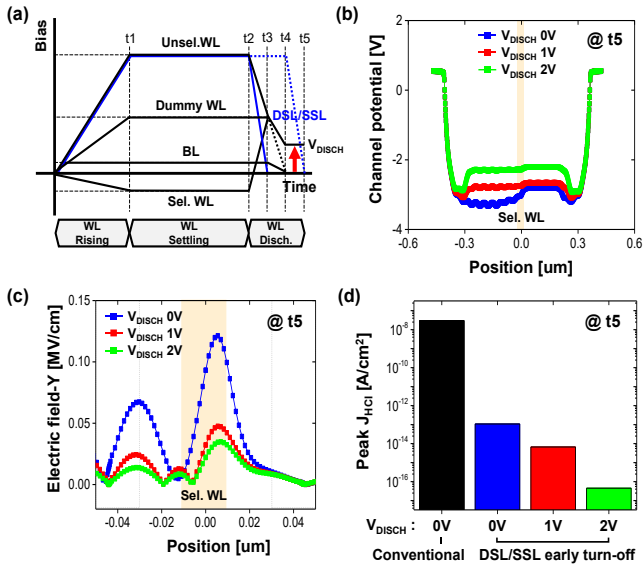 (a)
Bias
t1
t2
t3
t4
t5
Unsel.WL
Dummy WL
DSL/SSL
VDISCH
BL
Time
Sel. WL
WL Rising
WL Settling
WL Disch.
(b)
Channel potential [V]
2
0
-2
-4
VDISCH 0V
VDISCH 1V
VDISCH 2V
@ t5
Sel. WL
-0.6
-0.3
0.0
0.3
0.6
Position [um]
(c)
Electric field-Y [MV/cm]
0.15
0.10
0.05
0.00
VDISCH 0V
VDISCH 1V
VDISCH 2V
@ t5
Sel. WL
-0.04
-0.02
0.00
0.02
0.04
Position [um]
(d)
Peak JHCI [A/cm2]
10-8
10-10
10-12
10-14
10-16
@ t5
VDISCH : 0V 0V 1V 2V
Conventional DSL/SSL early turn-off